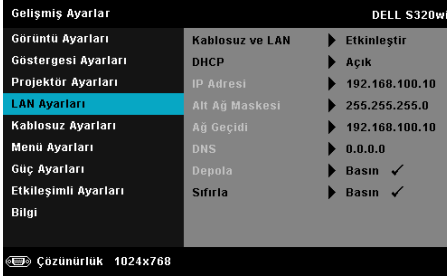 Gelişmiş Ayarlar DELL S320wi
Görüntü Ayarları
Göstergesi Ayarları
Projektör Ayarları
LAN Ayarları
Kablosuz Ayarları
Menü Ayarları
Güç Ayarları
Etkileşimli Ayarları
Bilgi
Kablosuz ve LAN Etkinleştir
DHCP Açık
IP Adresi 192.168.100.10
Alt Ağ Maskesi 255.255.255.0
Ağ Geçidi 192.168.100.10
DNS 0.0.0.0
Depola Basın ✓
Sıfırla Basın ✓
Çözünürlük 1024x768